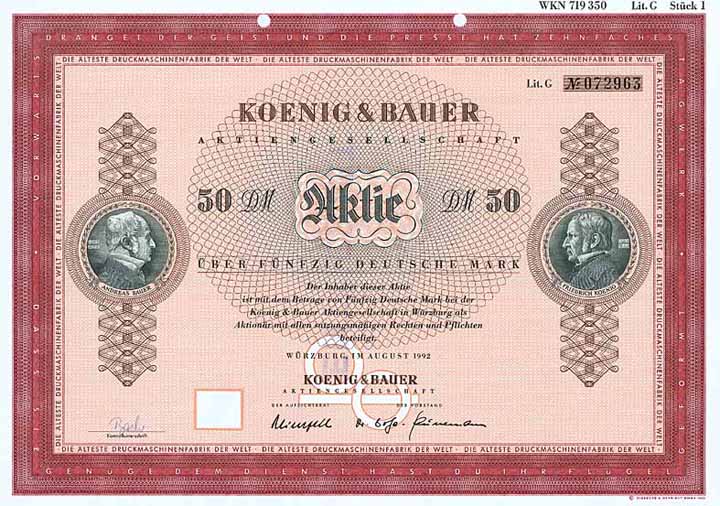 WKN 719 350 Lit. G Stück 1
DRÄNGEL DER GEIST UND DIE PRESSE HAT ZEHNFACHES
DIE ÄLTESTE DRUCKMASCHINENFABRIK DER WELT · DIE ÄLTESTE DRUCKMASCHINENFABRIK DER WELT · DIE ÄLTESTE DRUCKMASCHINENFABRIK DER WELT
Lit. G № 072963
KOENIG & BAUER
AKTIENGESELLSCHAFT
50 DM Aktie DM 50
ANDREAS BAUER
FRIEDRICH KOENIG
ÜBER FÜNFZIG DEUTSCHE MARK
Der Inhaber dieser Aktie
ist mit dem Betrage von Fünfzig Deutsche Mark bei der
Koenig & Bauer Aktiengesellschaft in Würzburg als
Aktionär mit allen satzungsmäßigen Rechten und Pflichten
beteiligt.
WÜRZBURG, IM AUGUST 1992
KOENIG & BAUER
AKTIENGESELLSCHAFT
DER AUFSICHTSRAT DER VORSTAND
Kontrollunterschrift
DIE ÄLTESTE DRUCKMASCHINENFABRIK DER WELT · DIE ÄLTESTE DRUCKMASCHINENFABRIK DER WELT · DIE ÄLTESTE DRUCKMASCHINENFABRIK DER WELT
GENÜGE DEM DIENST HAST DU IHR FLÜGEL